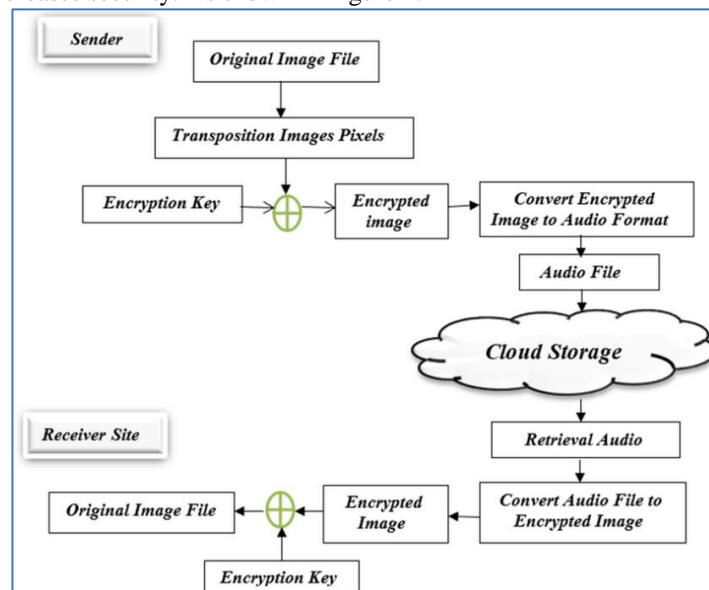 Sender
Original Image File
Transposition Images Pixels
Encryption Key
Encrypted
image
Convert Encrypted
Image to Audio Format
Audio File
Cloud Storage
Receiver Site
Retrieval Audio
Original Image File
Encrypted
Image
Convert Audio File to
Encrypted Image
Encryption Key